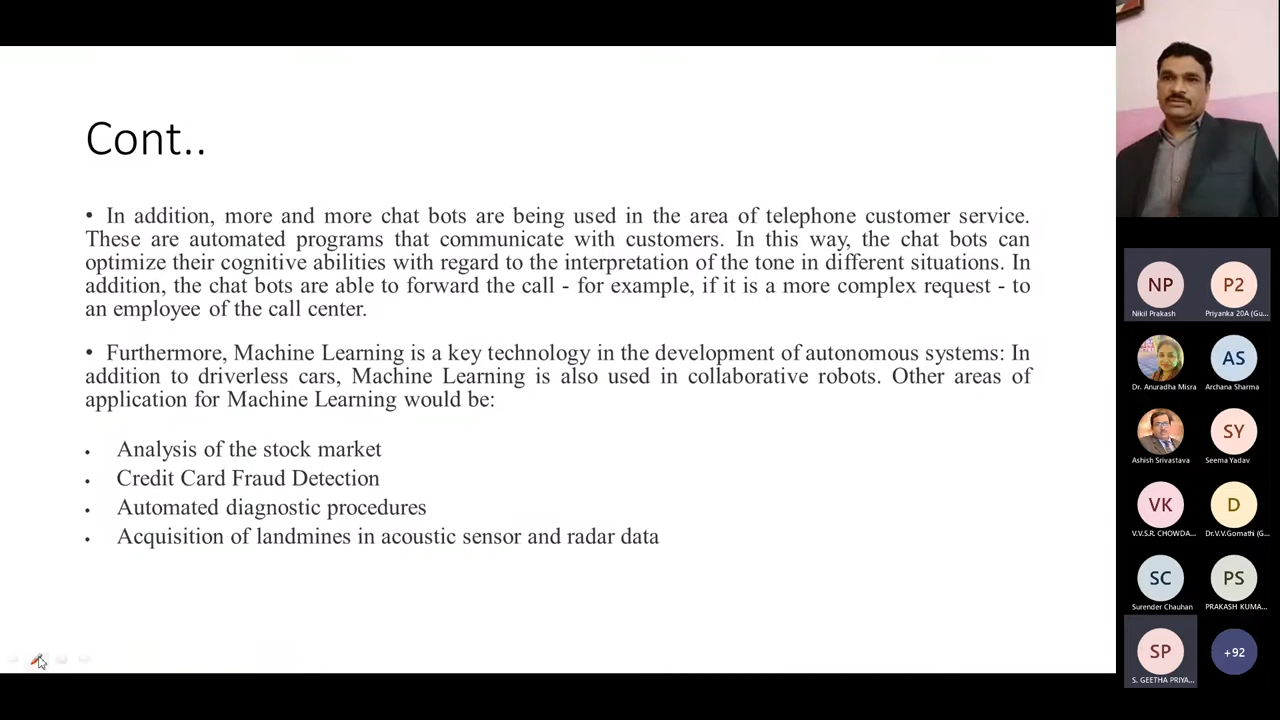 Cont..
• In addition, more and more chat bots are being used in the area of telephone customer service.
These are automated programs that communicate with customers. In this way, the chat bots can
optimize their cognitive abilities with regard to the interpretation of the tone in different situations. In
addition, the chat bots are able to forward the call - for example, if it is a more complex request - to
an employee of the call center.
• Furthermore, Machine Learning is a key technology in the development of autonomous systems: In
addition to driverless cars, Machine Learning is also used in collaborative robots. Other areas of
application for Machine Learning would be:
• Analysis of the stock market
• Credit Card Fraud Detection
• Automated diagnostic procedures
• Acquisition of landmines in acoustic sensor and radar data
NP P2
Nikil Prakash Priyanka 20A (Gu...
AS
Dr. Anuradha Misra Archana Sharma
SY
Ashish Srivastava Seema Yadav
VK D
V.V.S.R. CHOWDA... Dr.V.V.Gomathi (G...
SC PS
Surender Chauhan PRAKASH KUMA...
SP +92
S. GEETHA PRIYA...